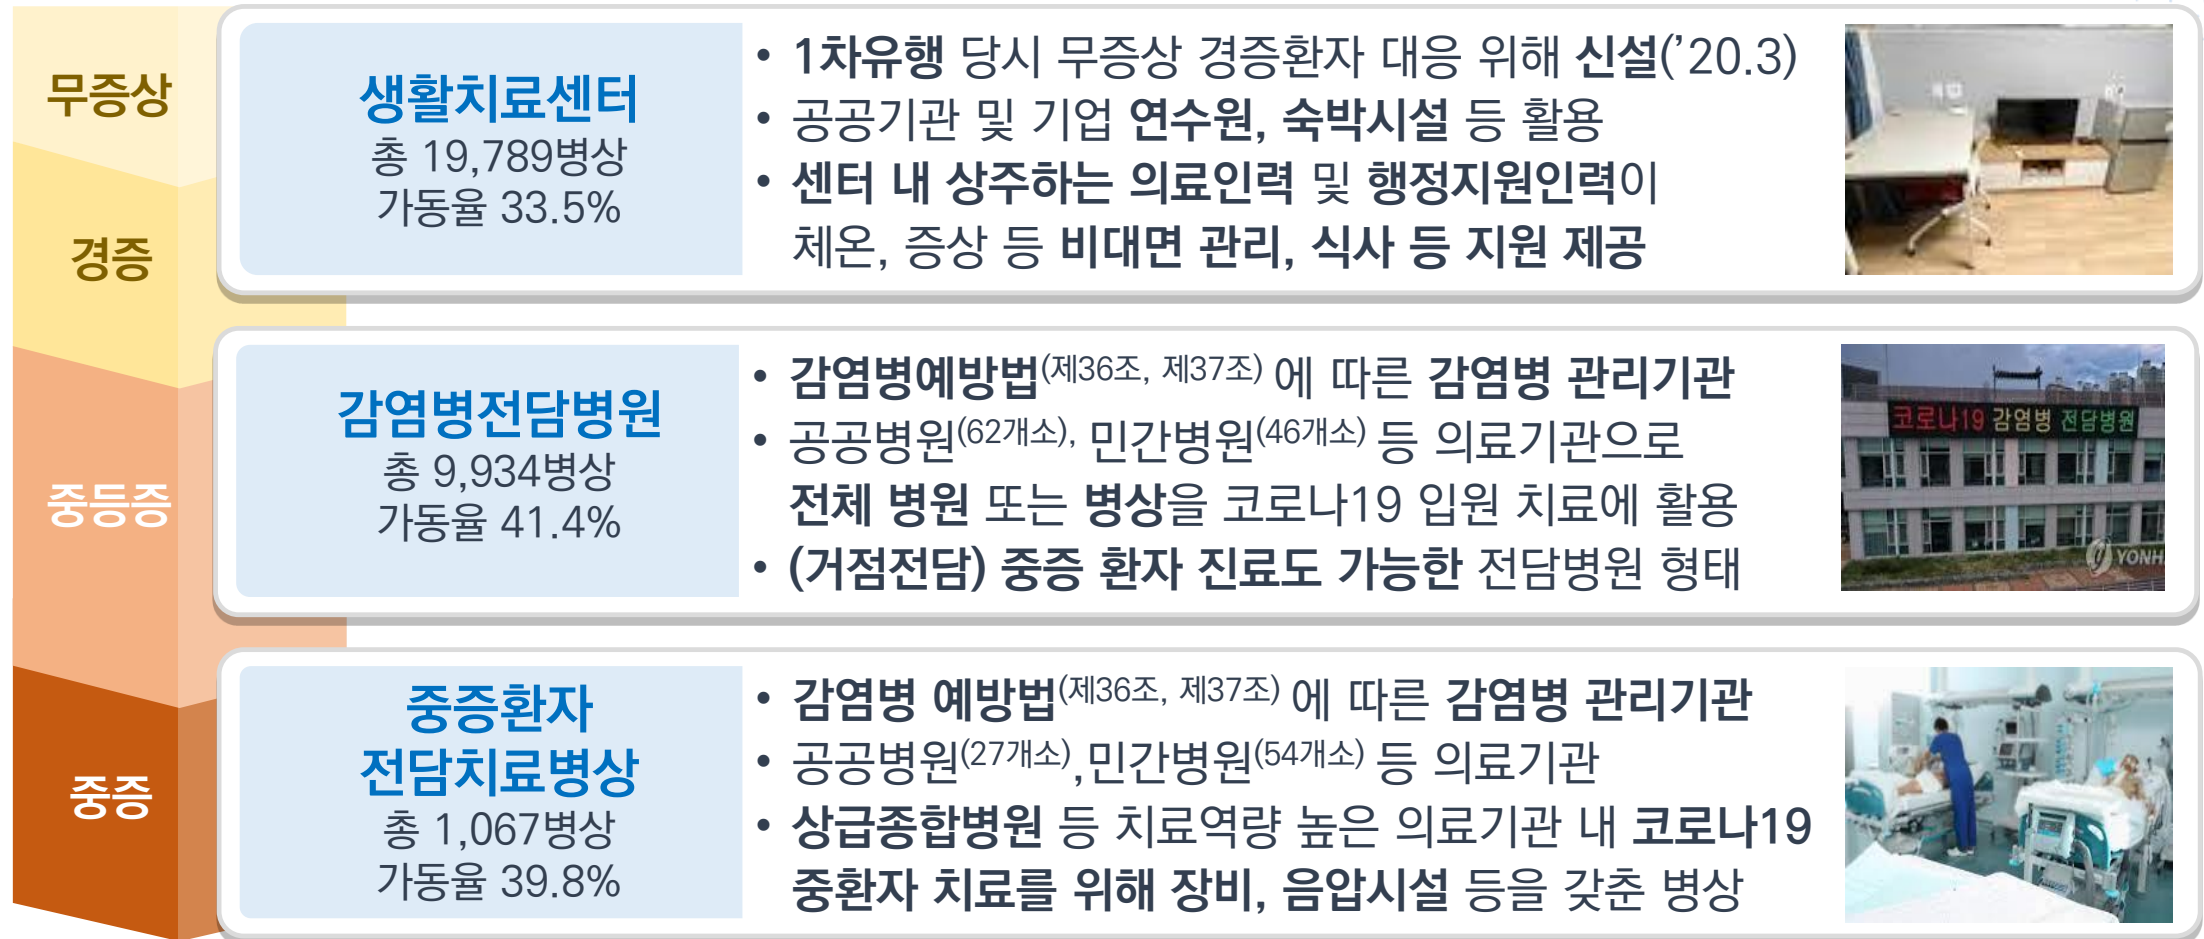 무증상
경증
중등증
중증
생활치료센터
총 19,789병상
가동율 33.5%
• 1차유행 당시 무증상 경증환자 대응 위해 신설(’20.3)
• 공공기관 및 기업 연수원, 숙박시설 등 활용
• 센터 내 상주하는 의료인력 및 행정지원인력이
체온, 증상 등 비대면 관리, 식사 등 지원 제공
감염병전담병원
총 9,934병상
가동율 41.4%
• 감염병예방법(제36조, 제37조) 에 따른 감염병 관리기관
• 공공병원(62개소), 민간병원(46개소) 등 의료기관으로
전체 병원 또는 병상을 코로나19 입원 치료에 활용
• (거점전담) 중증 환자 진료도 가능한 전담병원 형태
코로나19 감염병 전담병원
YONH
중증환자
전담치료병상
총 1,067병상
가동율 39.8%
• 감염병 예방법(제36조, 제37조) 에 따른 감염병 관리기관
• 공공병원(27개소),민간병원(54개소) 등 의료기관
• 상급종합병원 등 치료역량 높은 의료기관 내 코로나19
중환자 치료를 위해 장비, 음압시설 등을 갖춘 병상